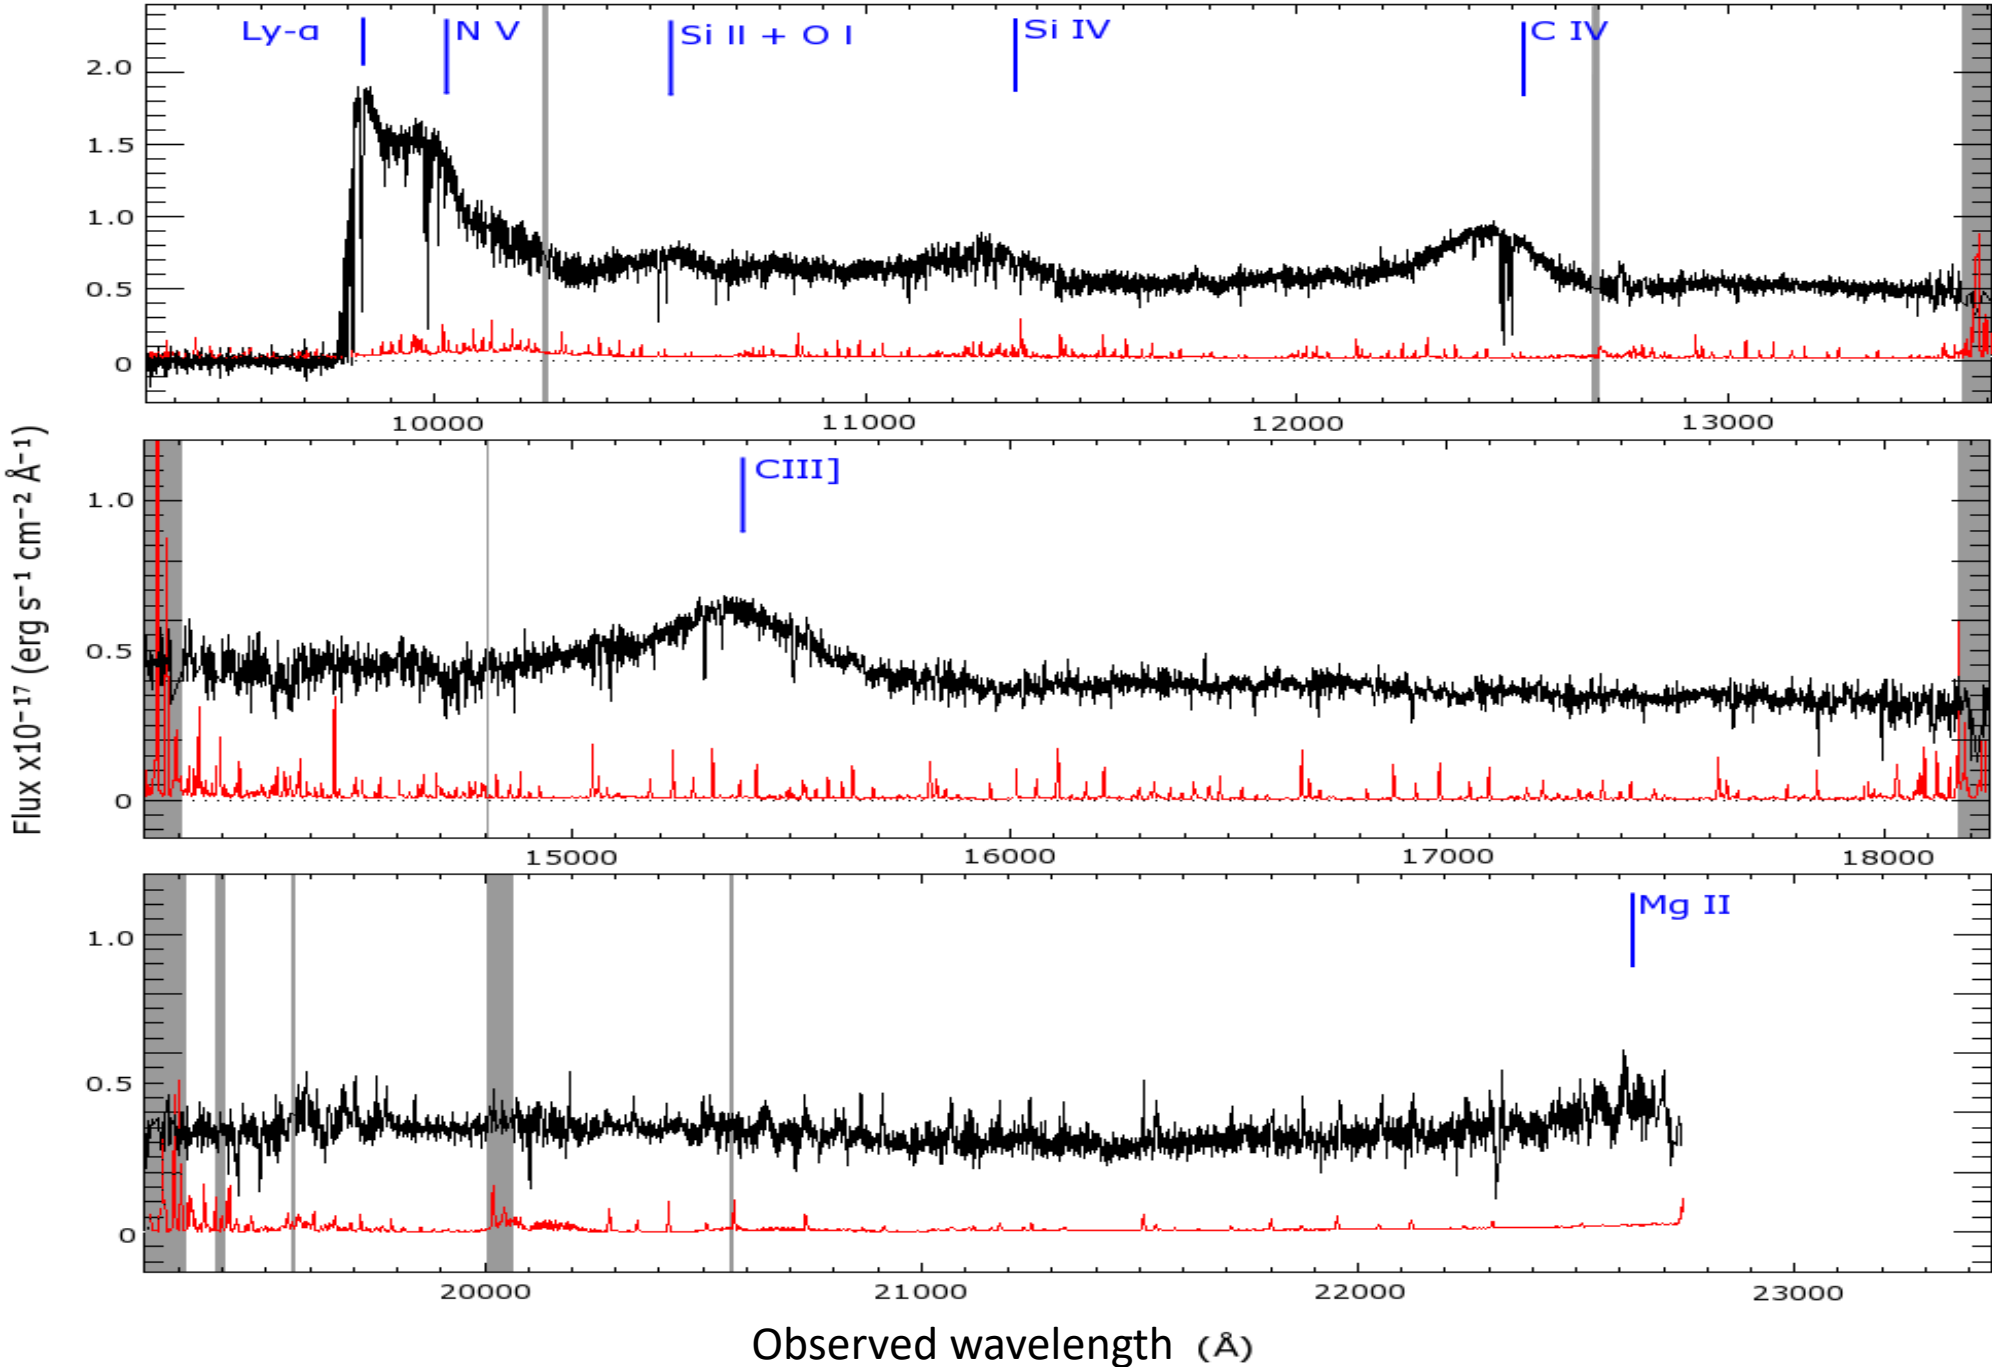 Ly-α
N V
Si II + O I
Si IV
C IV
2.0
1.5
1.0
0.5
0
10000
11000
12000
13000
CIII]
1.0
0.5
0
15000
16000
17000
18000
Mg II
1.0
0.5
0
20000
21000
22000
23000
Flux x10⁻¹⁷ (erg s⁻¹ cm⁻² Å⁻¹)
Observed wavelength (Å)